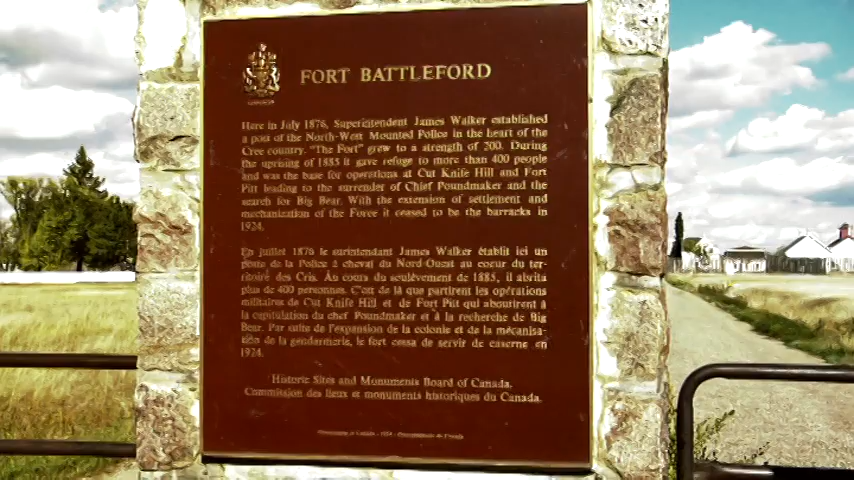 FORT BATTLEFORD
Here in July 1876, Superintendent James Walker established
a post of the North-West Mounted Police in the heart of the
Cree country. "The Fort" grew to a strength of 200. During
the uprising of 1885 it gave refuge to more than 400 people
and was the base for operations at Cut Knife Hill and Fort
Pitt leading to the surrender of Chief Poundmaker and the
search for Big Bear. With the extension of settlement and
mechanization of the Force it ceased to be the barracks in
1924.
En juillet 1876 le surintendant James Walker établit ici un
poste de la Police à cheval du Nord-Ouest au coeur du ter-
ritoire des Cris. Au cours du soulèvement de 1885, il abrita
plus de 400 personnes. C'est de là que partirent les opérations
militaires de Cut Knife Hill et de Fort Pitt qui aboutirent à
la capitulation du chef Poundmaker et à la recherche de Big
Bear. Par suite de l'expansion de la colonie et de la mécanisa-
tion de la gendarmerie, le fort cessa de servir de caserne en
1924.
Historic Sites and Monuments Board of Canada.
Commission des lieux et monuments historiques du Canada.